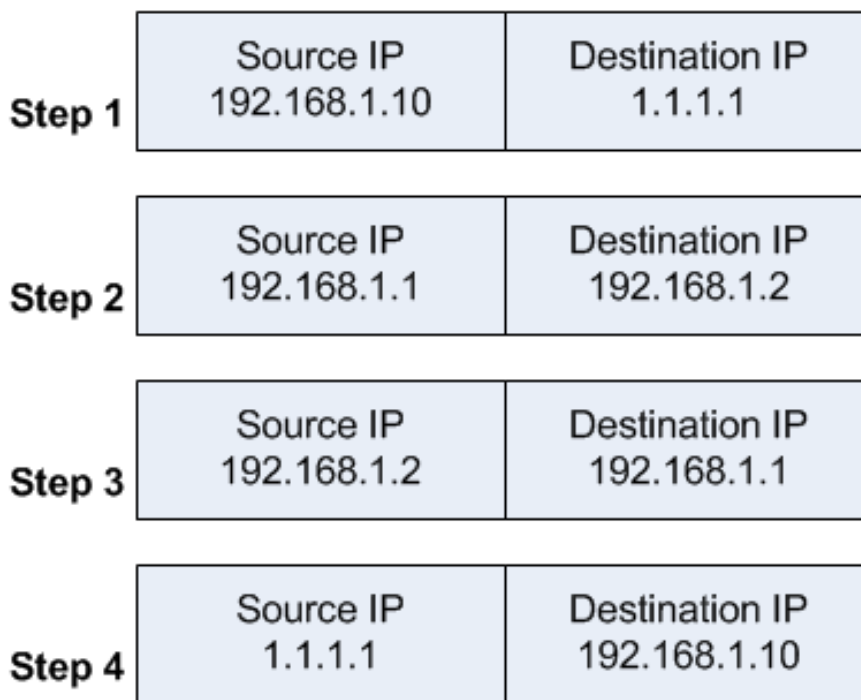 Source IP
192.168.1.10
Destination IP
1.1.1.1
Step 1
Source IP
192.168.1.1
Destination IP
192.168.1.2
Step 2
Source IP
192.168.1.2
Destination IP
192.168.1.1
Step 3
Source IP
1.1.1.1
Destination IP
192.168.1.10
Step 4